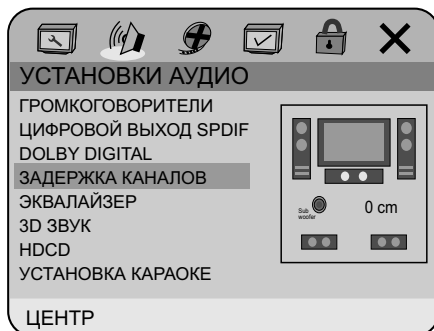 УСТАНОВКИ АУДИО
ГРОМКОГОВОРИТЕЛИ
ЦИФРОВОЙ ВЫХОД SPDIF
DOLBY DIGITAL
ЗАДЕРЖКА КАНАЛОВ
ЭКВАЛАЙЗЕР
3D ЗВУК
HDCD
УСТАНОВКА КАРАОКЕ
Sub
woofer
0 cm
ЦЕНТР